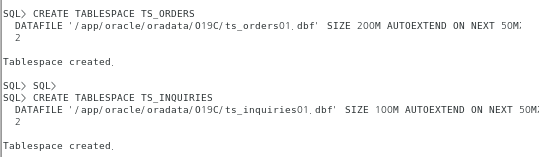 SQL> CREATE TABLESPACE TS_ORDERS
DATAFILE '/app/oracle/oradata/O19C/ts_orders01.dbf' SIZE 200M AUTOEXTEND ON NEXT 50M;
2
Tablespace created.
SQL> SQL>
SQL> CREATE TABLESPACE TS_INQUIRIES
DATAFILE '/app/oracle/oradata/O19C/ts_inquiries01.dbf' SIZE 100M AUTOEXTEND ON NEXT 50M
2
Tablespace created.